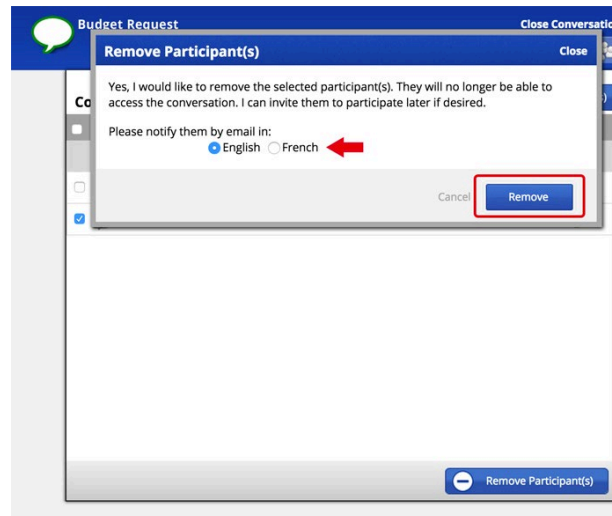 Budget Request
Close Conversatio
Remove Participant(s)
Close
Yes, I would like to remove the selected participant(s). They will no longer be able to
access the conversation. I can invite them to participate later if desired.
Please notify them by email in:
English French
Cancel Remove
Co
Remove Participant(s)